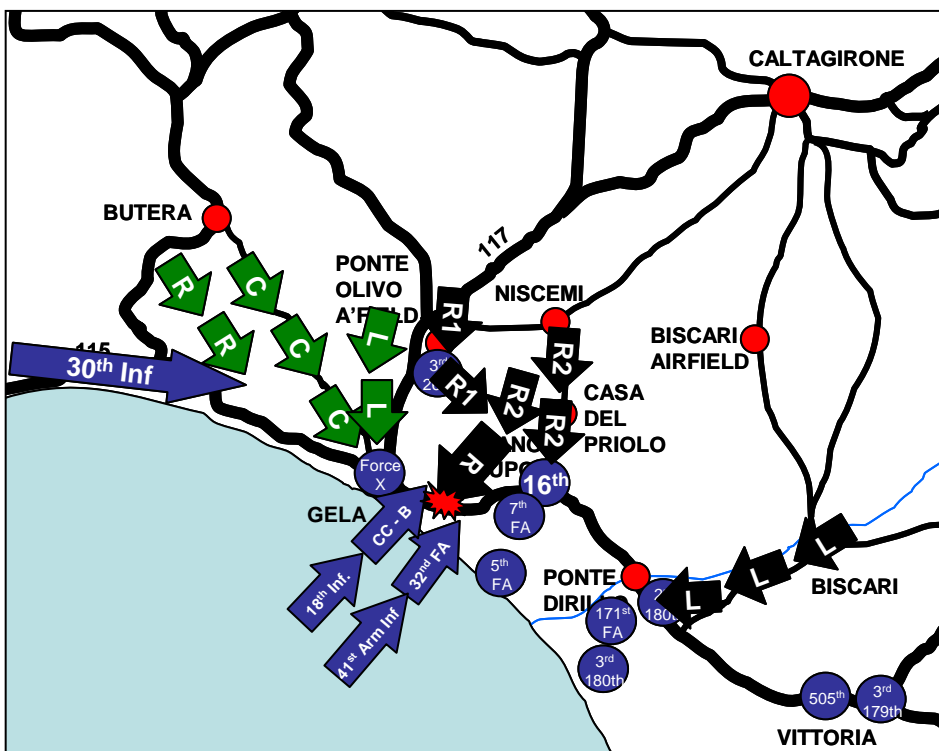 CALTAGIRONE
BUTERA
117
PONTE
OLIVO
A'FIELD
NISCEMI
BISCARI
AIRFIELD
R
C
R
C
C
L
L
R1
R1
R2
R2
R2
R
3rd
115
30th Inf
CASA
DEL
PRIOLO
Force
X
16th
7th
FA
GELA
CC - B
32nd FA
18th Inf.
41st Arm Inf
5th
FA
PONTE
L
L
L
BISCARI
180th
171st
FA
3rd
180th
505th
3rd
179th
VITTORIA